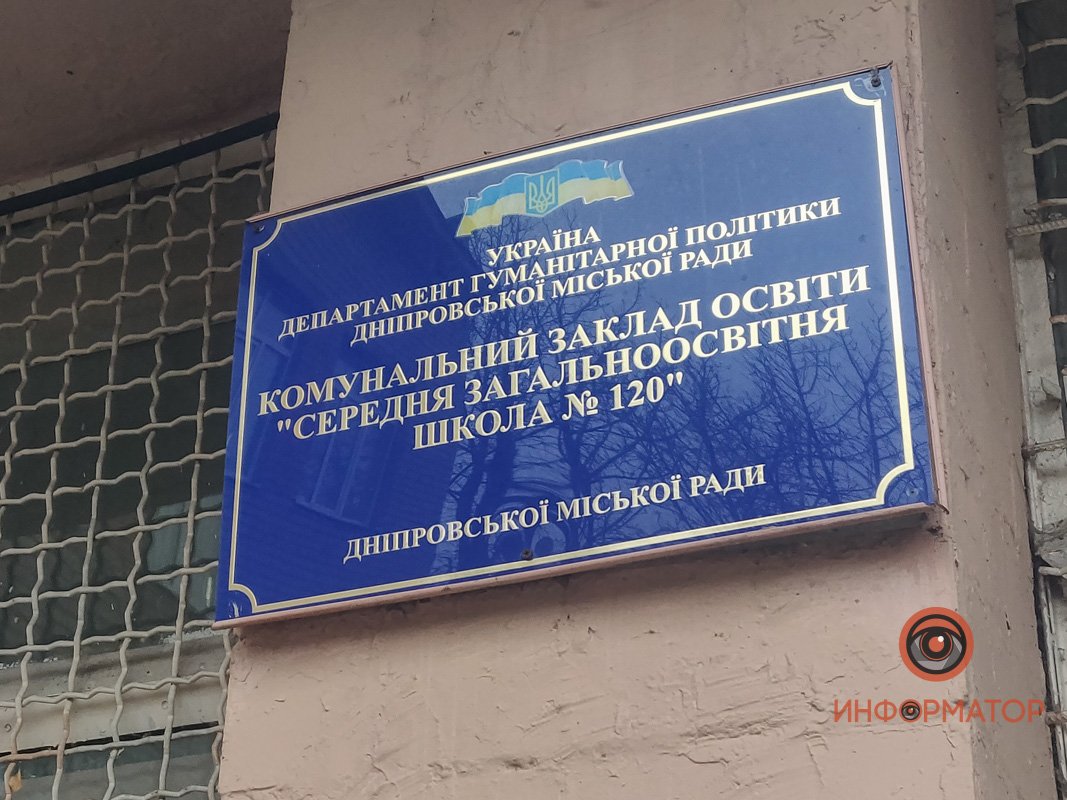 УКРАЇНА
ДЕПАРТАМЕНТ ГУМАНІТАРНОЇ ПОЛІТИКИ
ДНІПРОВСЬКОЇ МІСЬКОЇ РАДИ
КОМУНАЛЬНИЙ ЗАКЛАД ОСВІТИ
"СЕРЕДНЯ ЗАГАЛЬНООСВІТНЯ
ШКОЛА № 120"
ДНІПРОВСЬКОЇ МІСЬКОЇ РАДИ
ИНФОРМАТОР